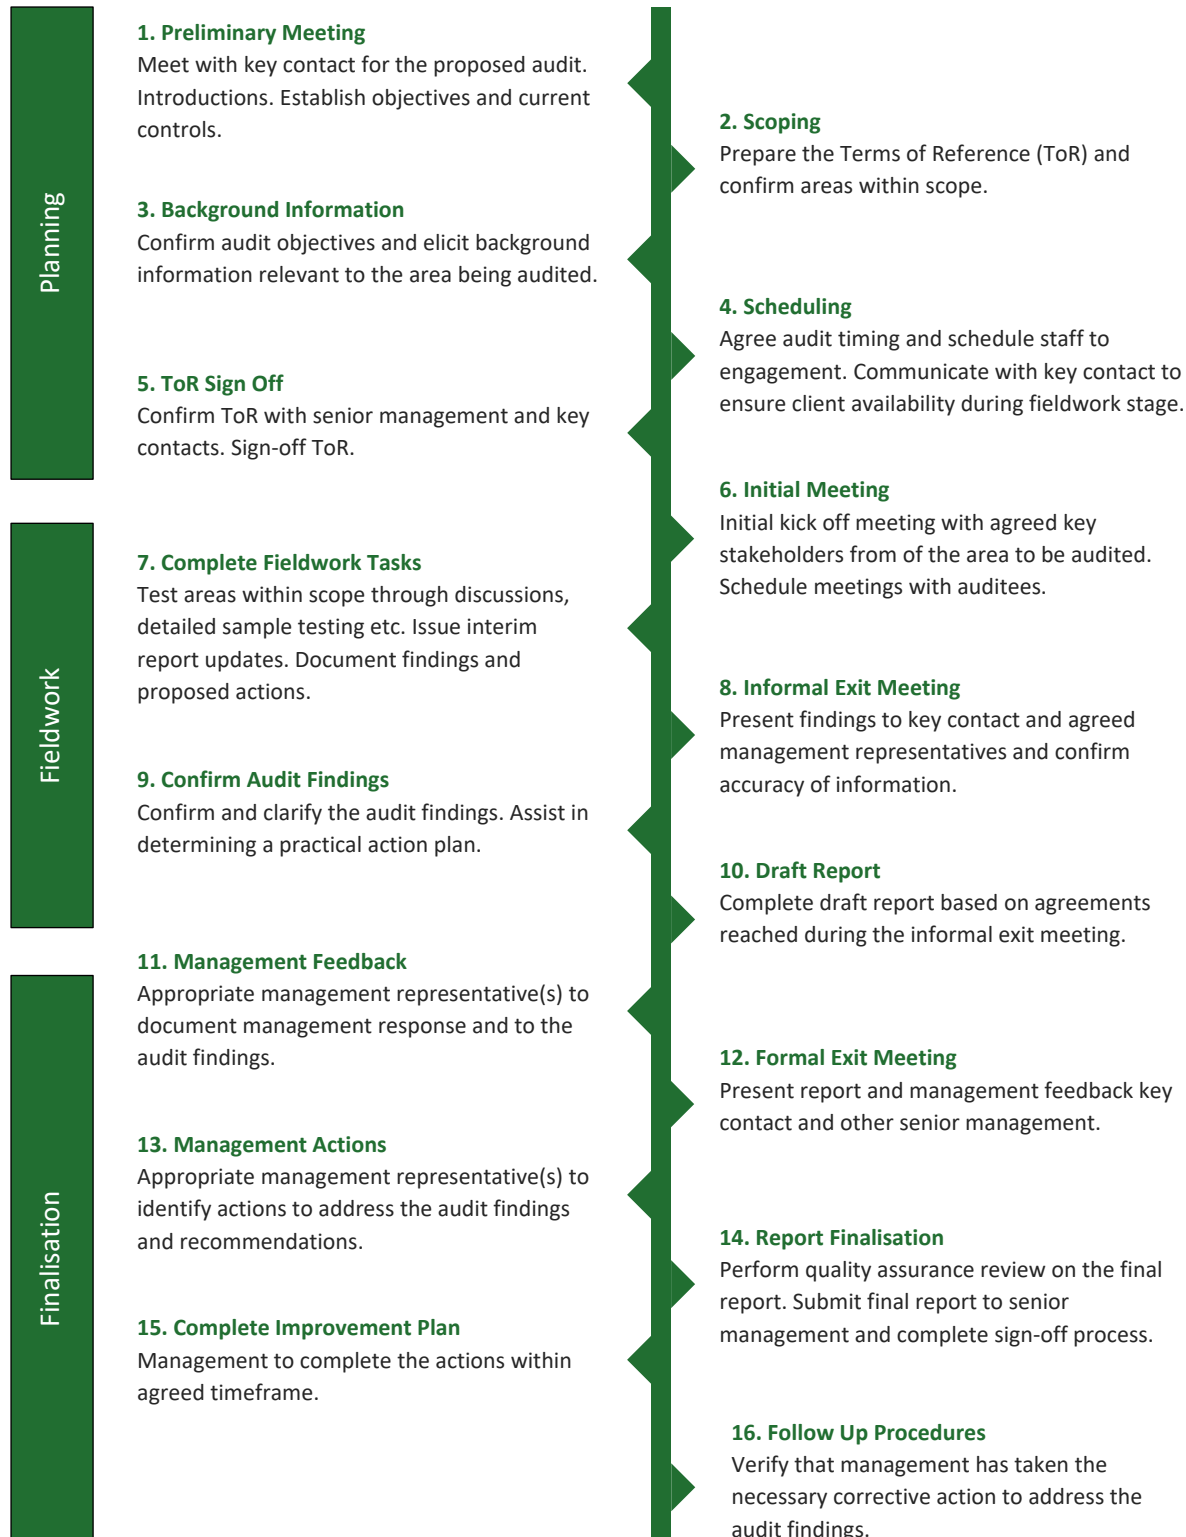 Planning
1. Preliminary Meeting
Meet with key contact for the proposed audit.
Introductions. Establish objectives and current
controls.
2. Scoping
Prepare the Terms of Reference (ToR) and
confirm areas within scope.
3. Background Information
Confirm audit objectives and elicit background
information relevant to the area being audited.
4. Scheduling
Agree audit timing and schedule staff to
engagement. Communicate with key contact to
ensure client availability during fieldwork stage.
5. ToR Sign Off
Confirm ToR with senior management and key
contacts. Sign-off ToR.
6. Initial Meeting
Initial kick off meeting with agreed key
stakeholders from of the area to be audited.
Schedule meetings with auditees.
Fieldwork
7. Complete Fieldwork Tasks
Test areas within scope through discussions,
detailed sample testing etc. Issue interim
report updates. Document findings and
proposed actions.
8. Informal Exit Meeting
Present findings to key contact and agreed
management representatives and confirm
accuracy of information.
9. Confirm Audit Findings
Confirm and clarify the audit findings. Assist in
determining a practical action plan.
10. Draft Report
Complete draft report based on agreements
reached during the informal exit meeting.
Finalisation
11. Management Feedback
Appropriate management representative(s) to
document management response and to the
audit findings.
12. Formal Exit Meeting
Present report and management feedback key
contact and other senior management.
13. Management Actions
Appropriate management representative(s) to
identify actions to address the audit findings
and recommendations.
14. Report Finalisation
Perform quality assurance review on the final
report. Submit final report to senior
management and complete sign-off process.
15. Complete Improvement Plan
Management to complete the actions within
agreed timeframe.
16. Follow Up Procedures
Verify that management has taken the
necessary corrective action to address the
audit findings.